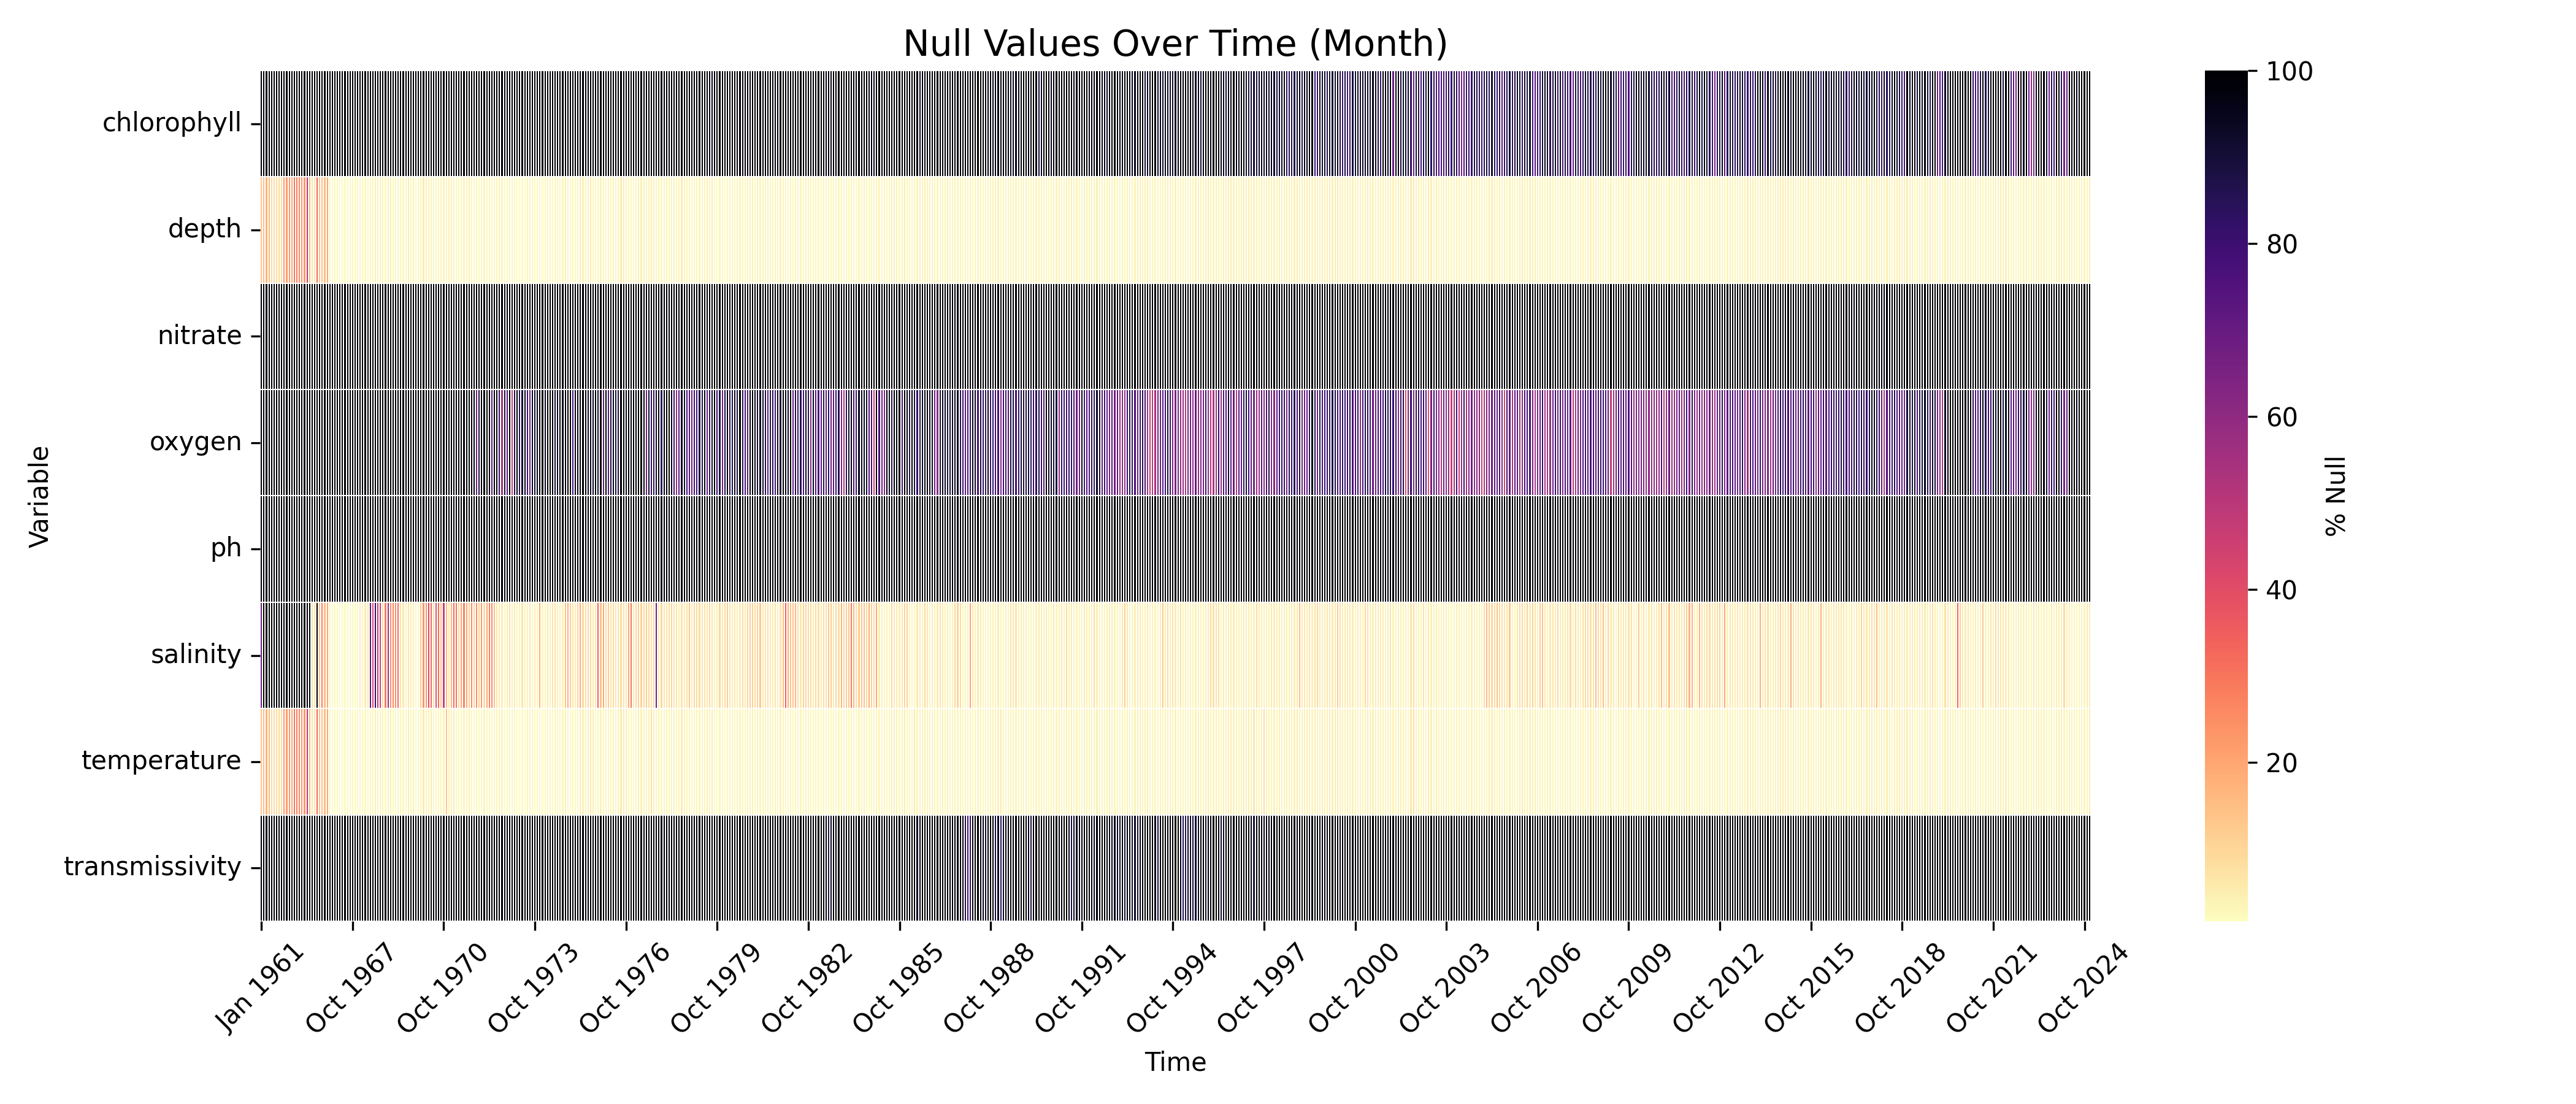 Null Values Over Time (Month)
Variable
chlorophyll
depth
nitrate
oxygen
ph
salinity
temperature
transmissivity
Jan 1961
Oct 1967
Oct 1970
Oct 1973
Oct 1976
Oct 1979
Oct 1982
Oct 1985
Oct 1988
Oct 1991
Oct 1994
Oct 1997
Oct 2000
Oct 2003
Oct 2006
Oct 2009
Oct 2012
Oct 2015
Oct 2018
Oct 2021
Oct 2024
Time
100
80
60
40
20
% Null